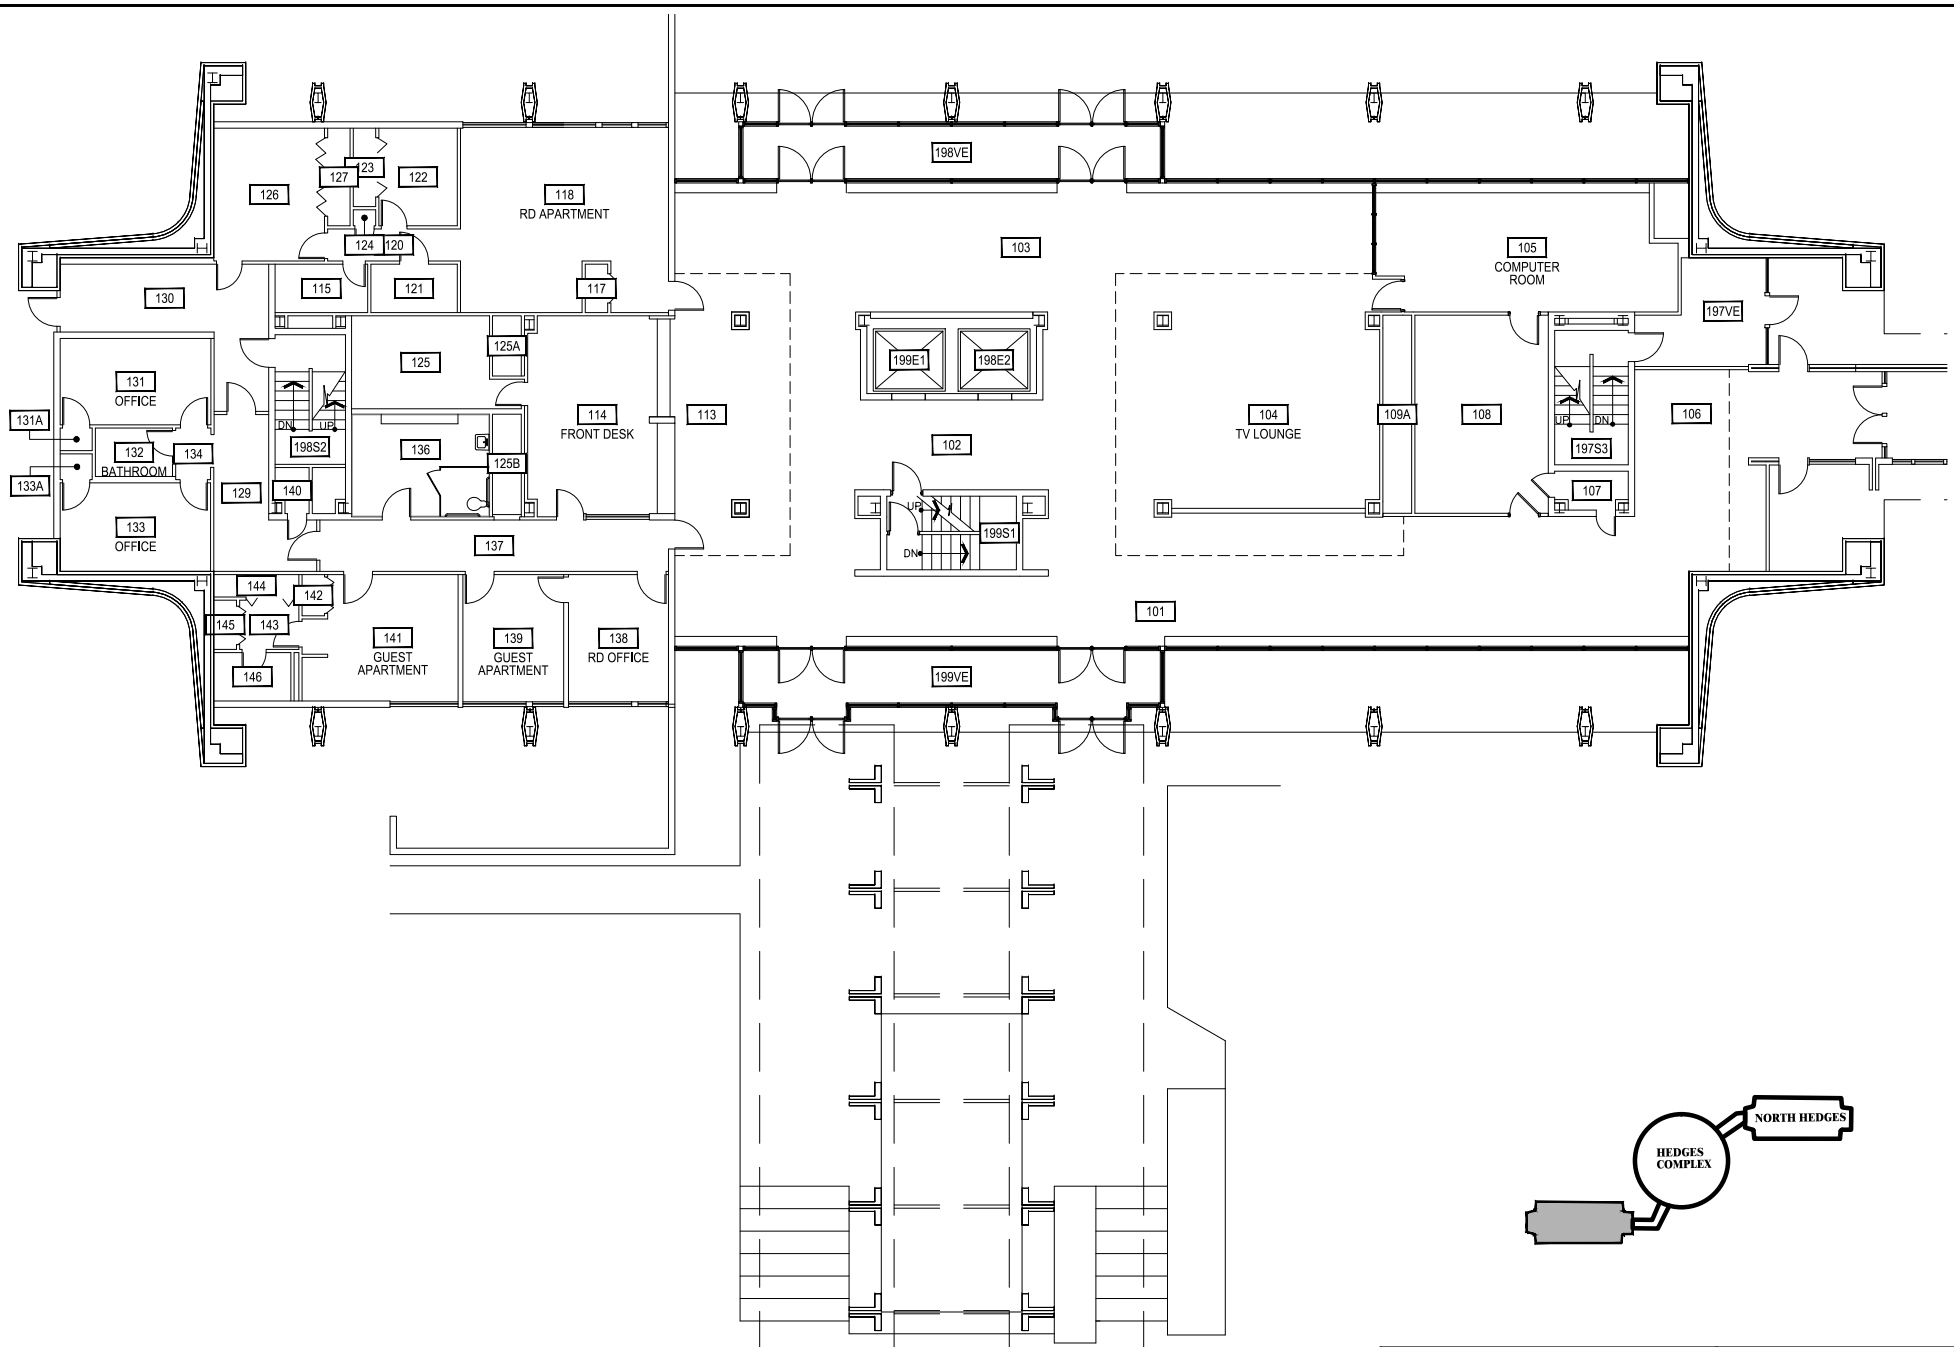 198VE
123
127
122
126
118
RD APARTMENT
124
120
103
105
COMPUTER
ROOM
130
115
121
117
197VE
125A
125
199E1
198E2
131
OFFICE
131A
114
FRONT DESK
113
104
TV LOUNGE
109A
108
106
DN
UP
UP
DN
198S2
136
102
197S3
132
BATHROOM
134
125B
133A
129
140
107
133
OFFICE
UP
199S1
137
DN
144
142
145
143
141
GUEST
APARTMENT
139
GUEST
APARTMENT
138
RD OFFICE
101
146
199VE
NORTH HEDGES
HEDGES
COMPLEX